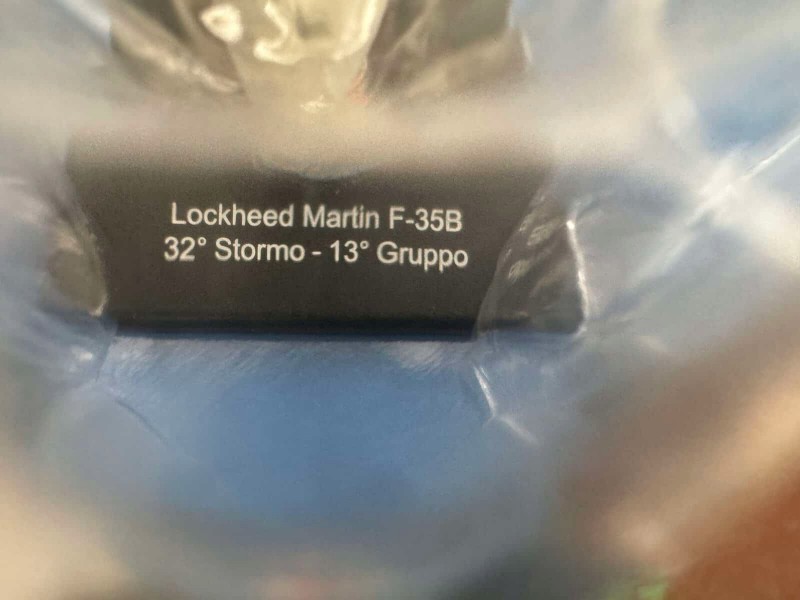 Lockheed Martin F-35B
32° Stormo - 13° Gruppo